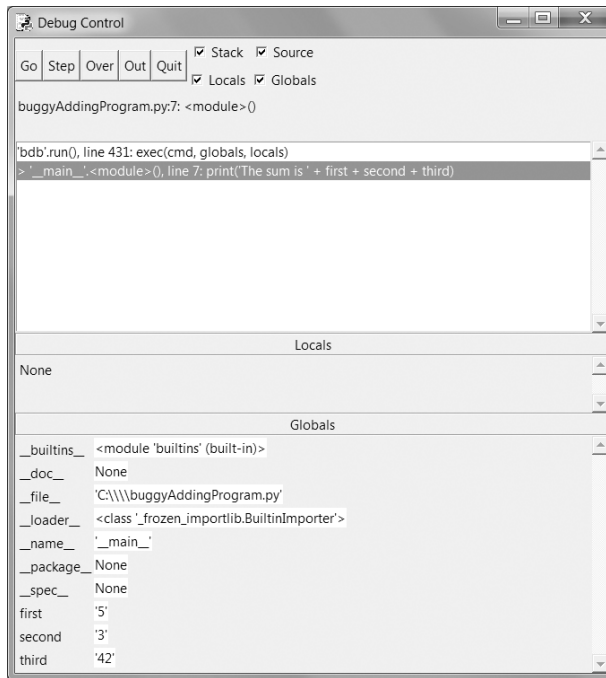 Debug Control
Go Step Over Out Quit
Stack Source
Locals Globals
buggyAddingProgram.py:7: <module>()
'bdb'.run(), line 431: exec(cmd, globals, locals)
> '__main__'.<module>(), line 7: print('The sum is ' + first + second + third)
Locals
None
Globals
__builtins__ <module 'builtins' (built-in)>
__doc__ None
__file__ 'C:\\\\buggyAddingProgram.py'
__loader__ <class '_frozen_importlib.BuiltinImporter'>
__name__ '__main__'
__package__ None
__spec__ None
first '5'
second '3'
third '42'